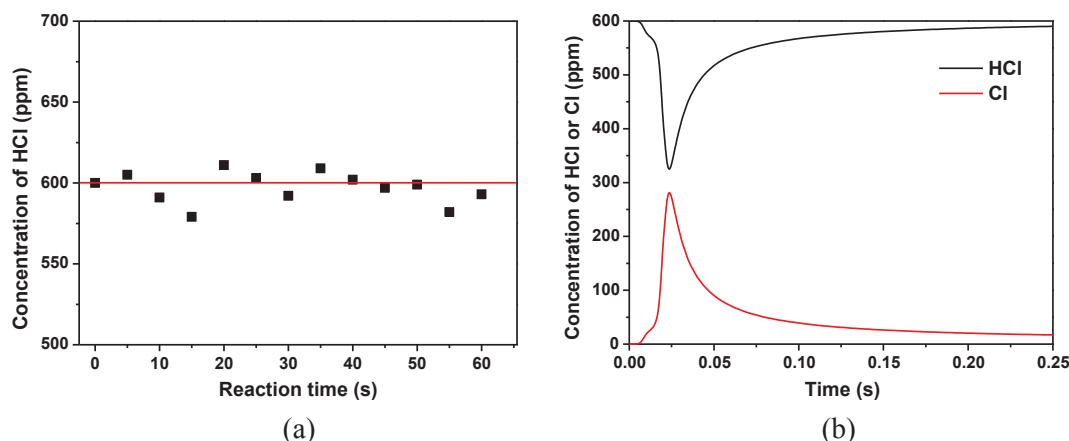 Concentration of HCl (ppm)
700
650
600
550
500
0 10 20 30 40 50 60
Reaction time (s)
(a)
Concentration of HCl or Cl (ppm)
600
500
400
300
200
100
0
0.00 0.05 0.10 0.15 0.20 0.25
Time (s)
HCl
Cl
(b)